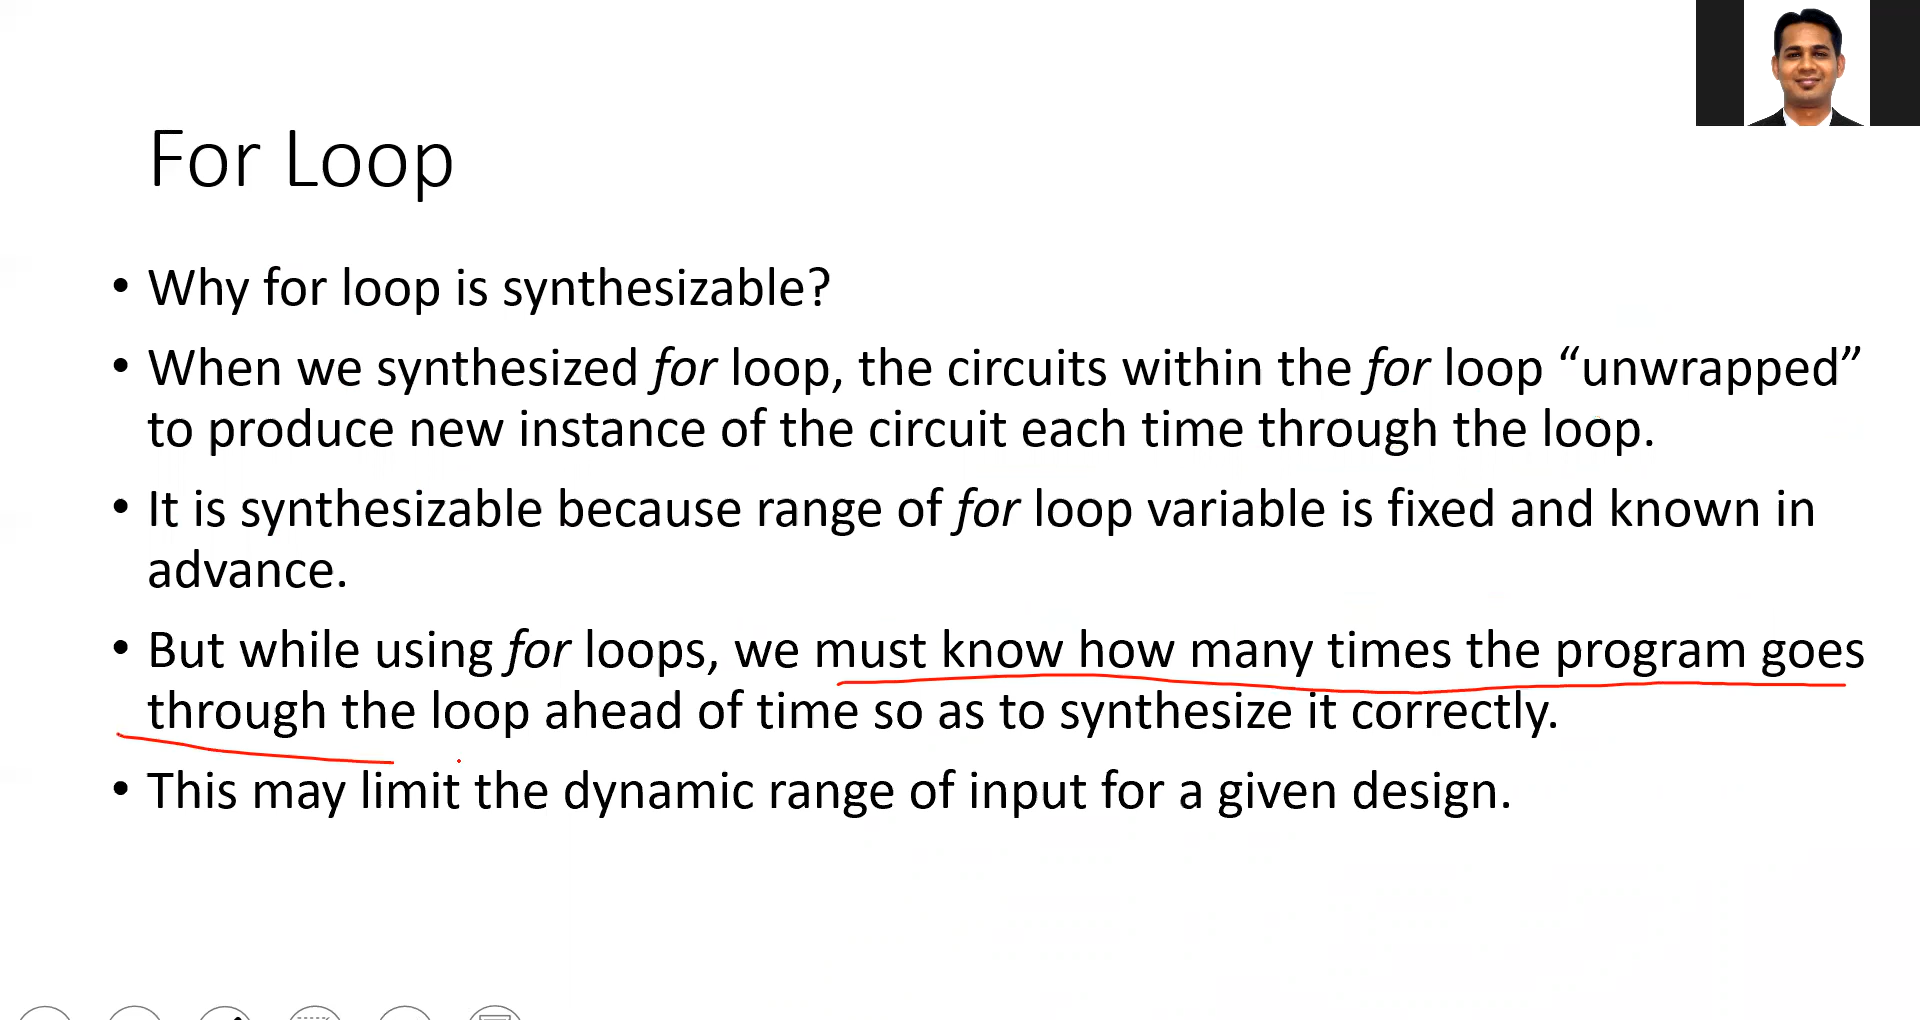 For Loop
• Why for loop is synthesizable?
• When we synthesized for loop, the circuits within the for loop “unwrapped”
to produce new instance of the circuit each time through the loop.
• It is synthesizable because range of for loop variable is fixed and known in
advance.
• But while using for loops, we must know how many times the program goes
through the loop ahead of time so as to synthesize it correctly.
• This may limit the dynamic range of input for a given design.